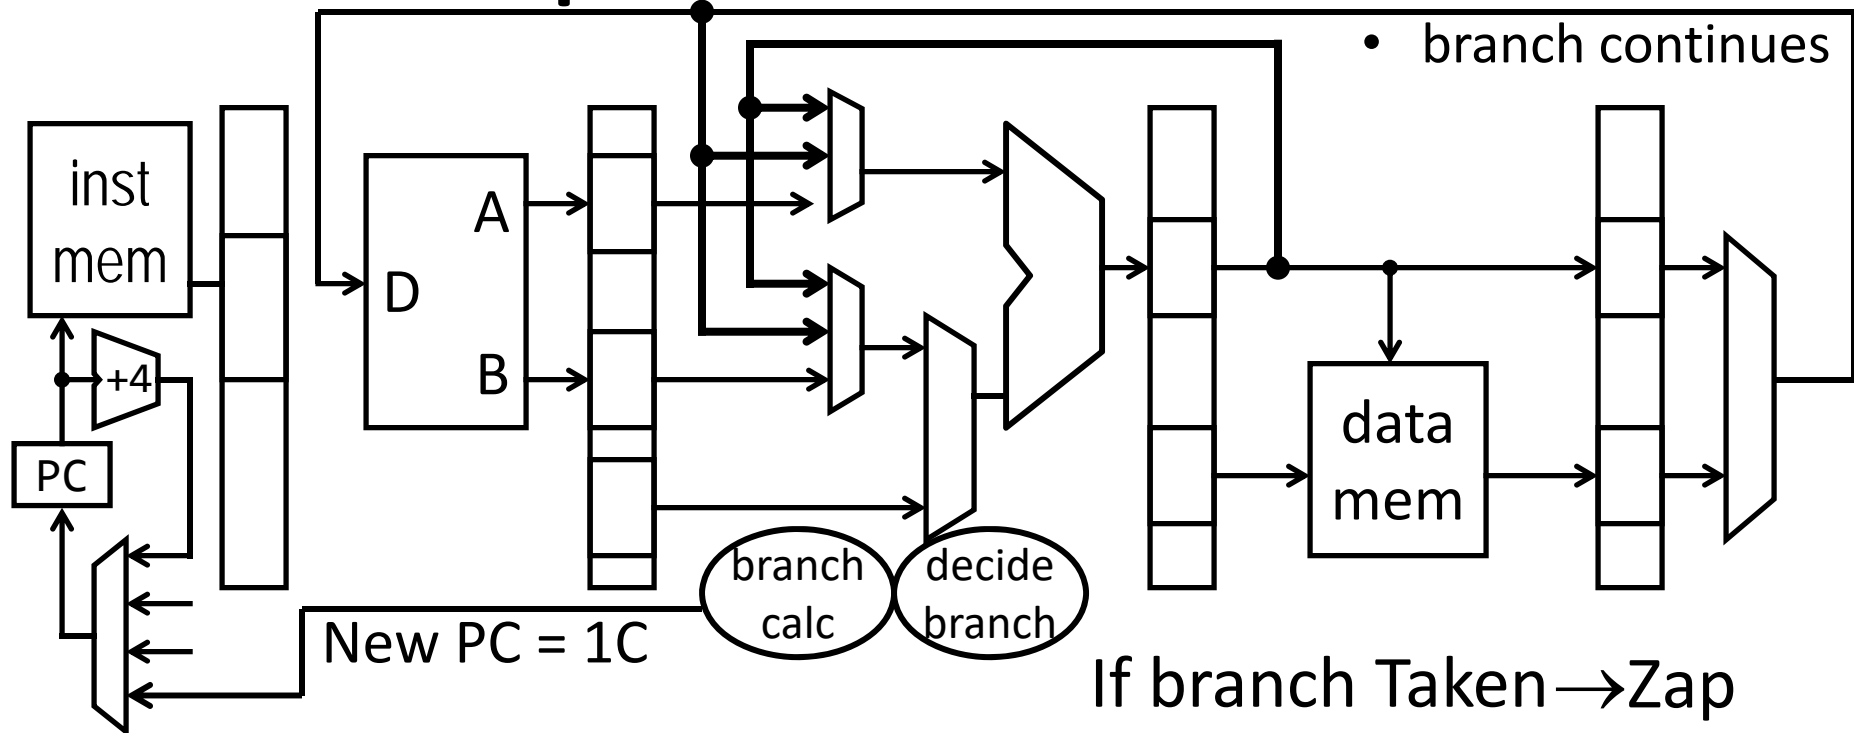 • branch continues
inst
mem
A
D
B
+4
PC
data
mem
branch
calc
decide
branch
New PC = 1C
If branch Taken →Zap